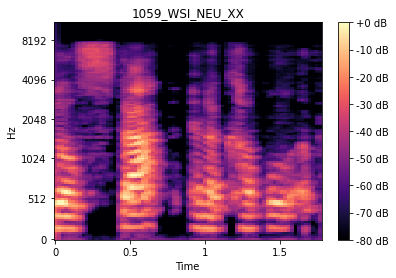 1059_WSI_NEU_XX
8192
4096
2048
1024
512
0
Hz
0
0.5
1
1.5
Time
+0 dB
-10 dB
-20 dB
-30 dB
-40 dB
-50 dB
-60 dB
-70 dB
-80 dB